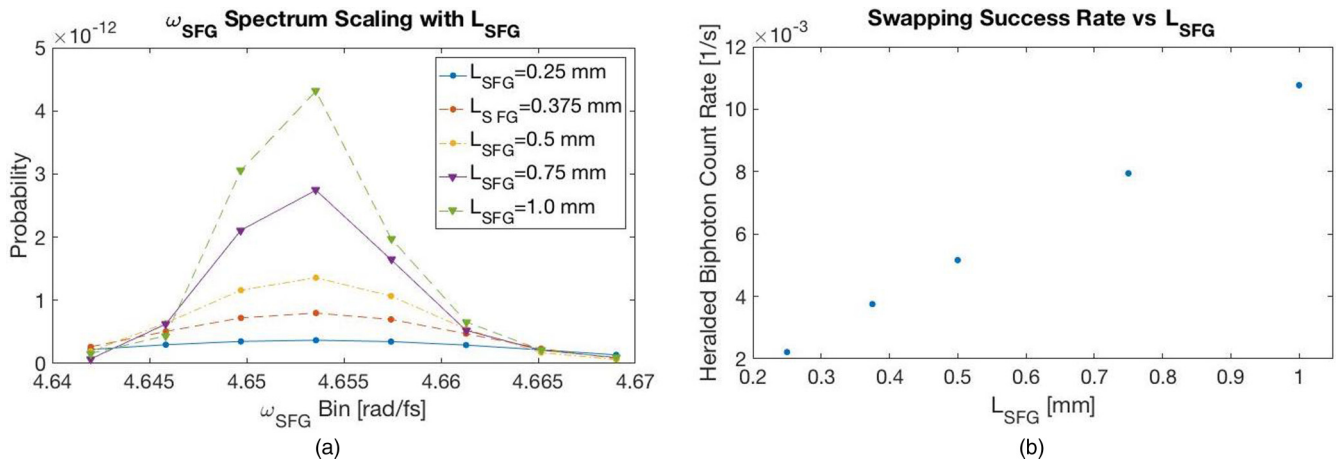 ω_SFG Spectrum Scaling with L_SFG
×10^-12
5
4
3
2
1
0
Probability
L_SFG=0.25 mm
L_S FG=0.375 mm
L_SFG=0.5 mm
L_SFG=0.75 mm
L_SFG=1.0 mm
4.64 4.645 4.65 4.655 4.66 4.665 4.67
ω_SFG Bin [rad/fs]
(a)
Swapping Success Rate vs L_SFG
×10^-3
12
10
8
6
4
2
Heralded Biphoton Count Rate [1/s]
0.2 0.3 0.4 0.5 0.6 0.7 0.8 0.9 1
L_SFG [mm]
(b)